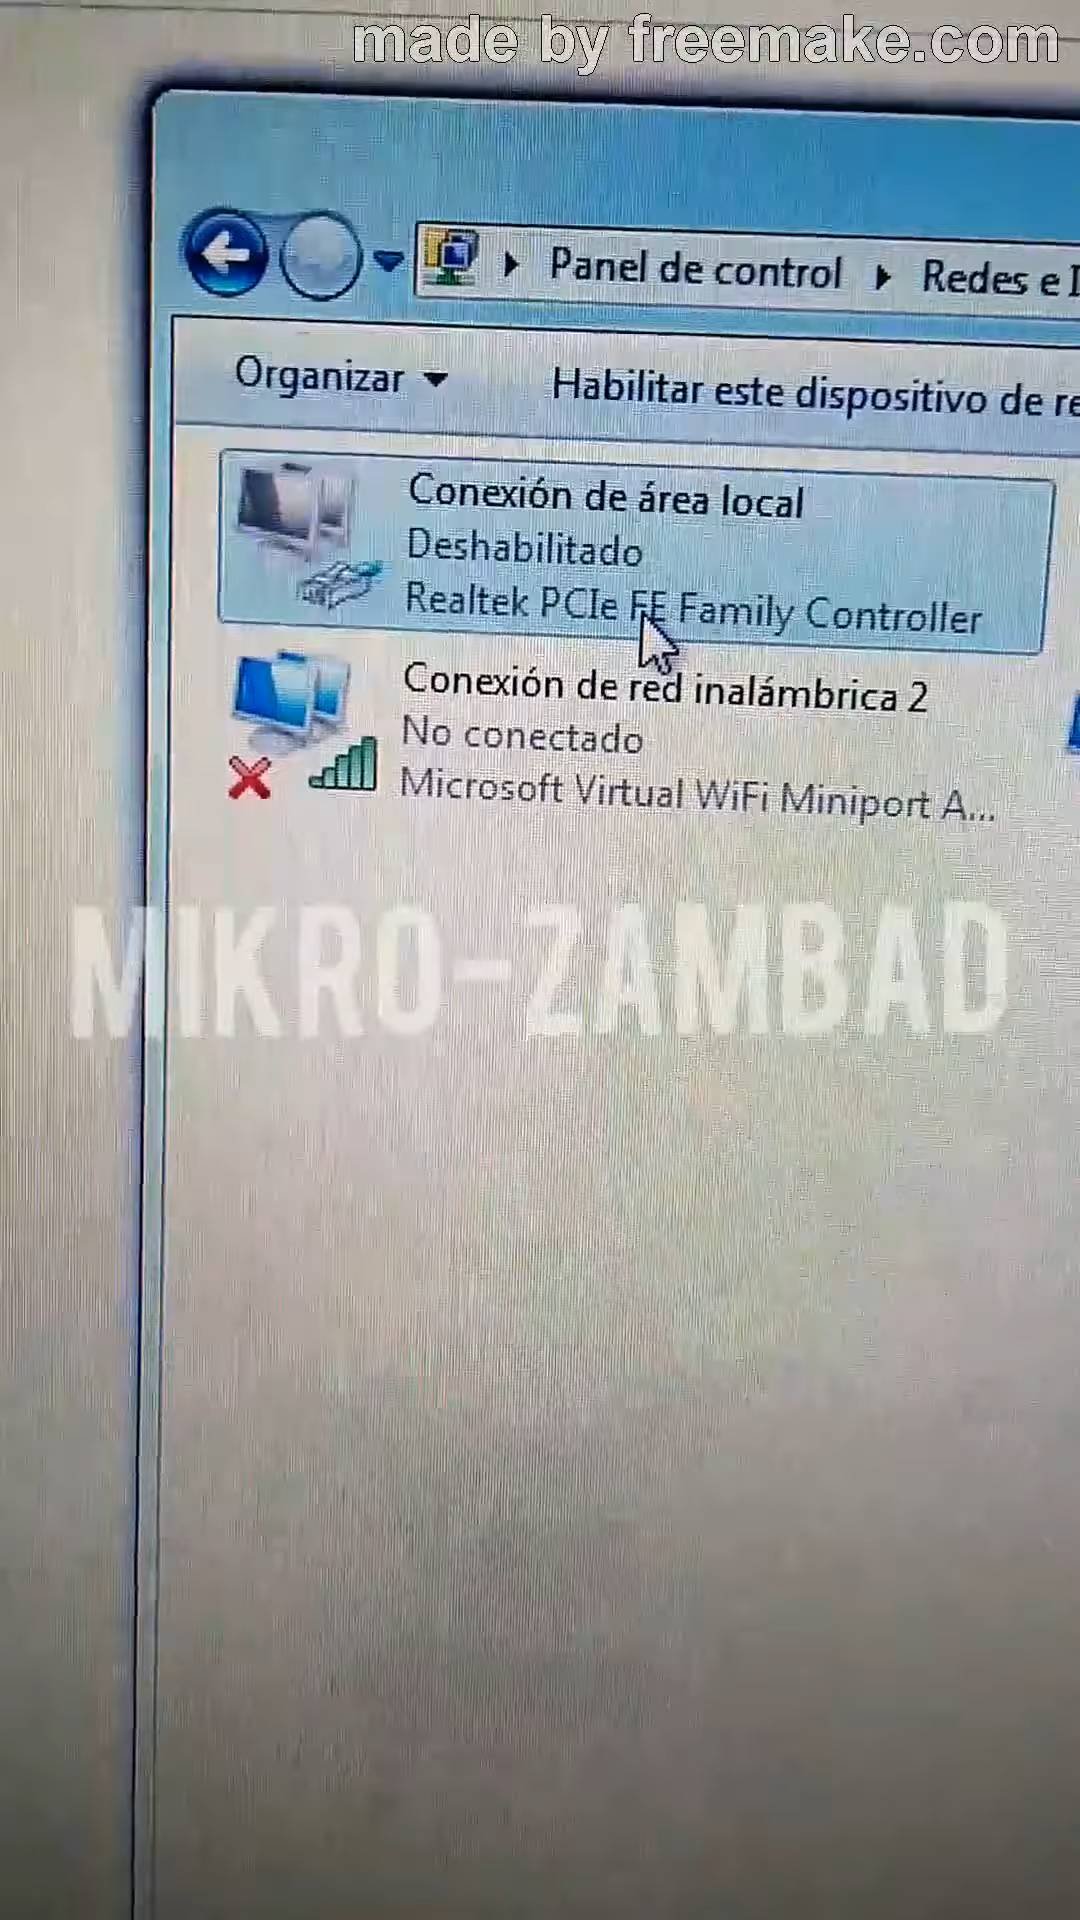 made by freemake.com
Panel de control
Redes e I
Organizar
Habilitar este dispositivo de re
Conexión de área local
Deshabilitado
Realtek PCIe FE Family Controller
Conexión de red inalámbrica 2
No conectado
Microsoft Virtual WiFi Miniport A...
MIKRO-ZAMBAD